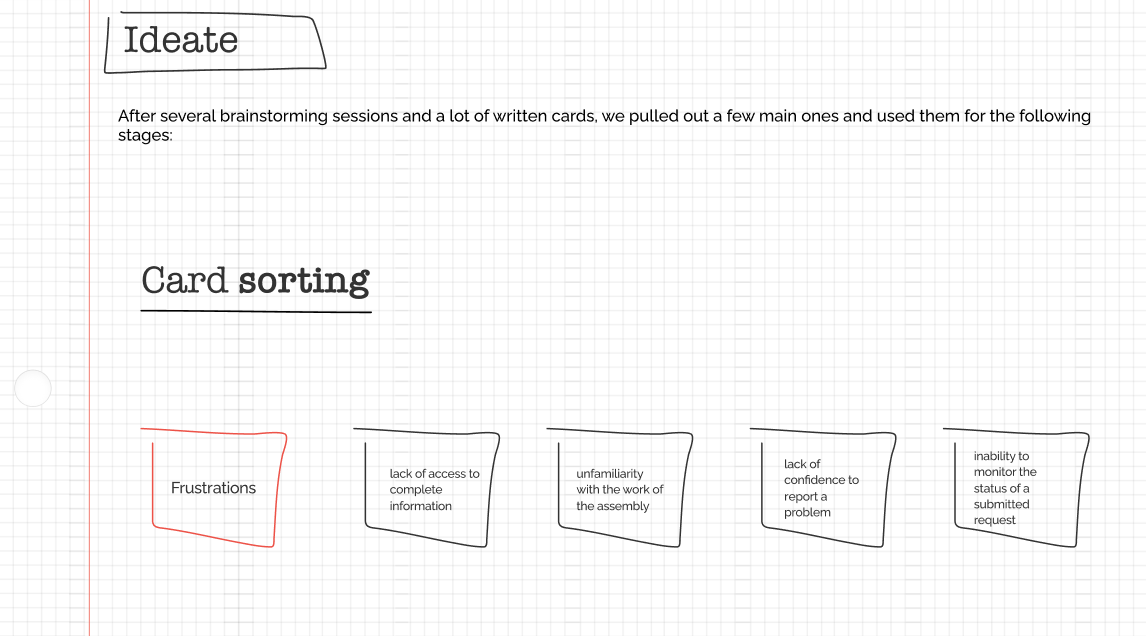 Ideate
After several brainstorming sessions and a lot of written cards, we pulled out a few main ones and used them for the following
stages:
Card sorting
Frustrations
lack of access to
complete
information
unfamiliarity
with the work of
the assembly
lack of
confidence to
report a
problem
inability to
monitor the
status of a
submitted
request